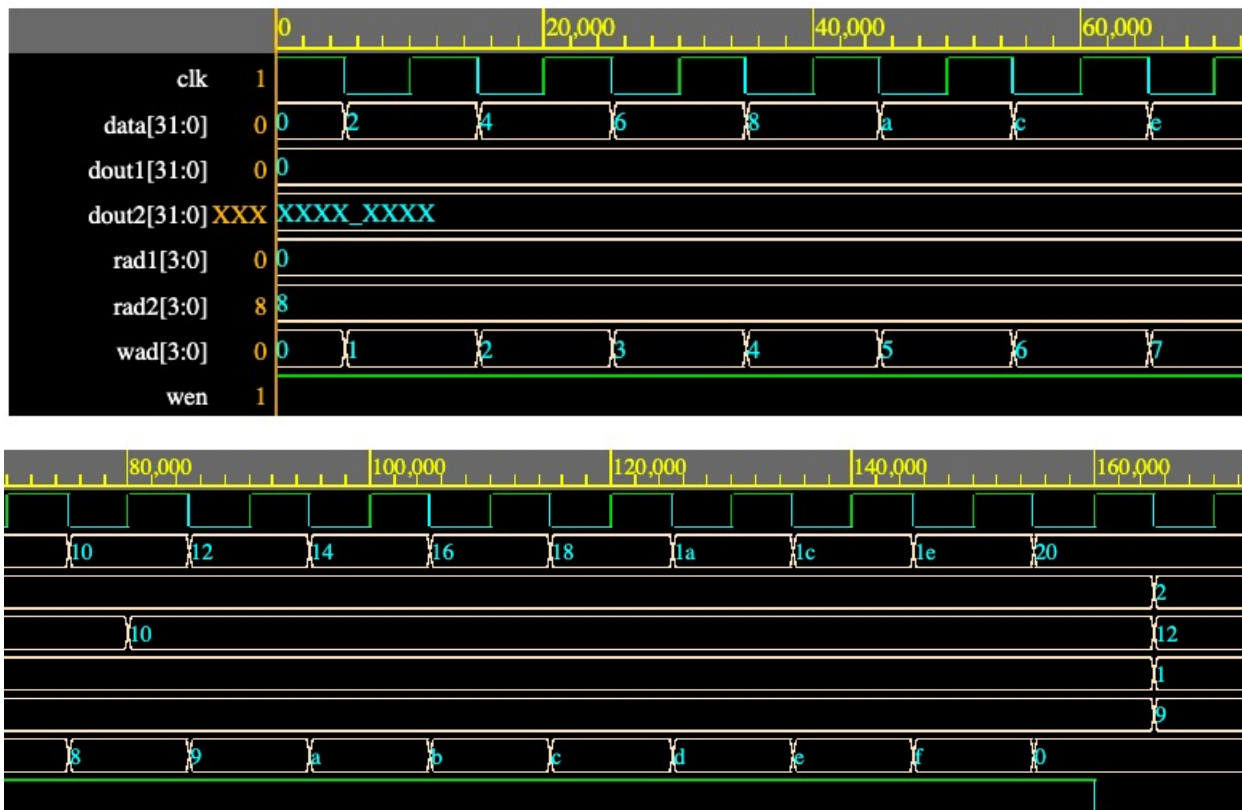 0 20,000 40,000 60,000
clk 1
data[31:0] 0 0 2 4 6 8 a c e
dout1[31:0] 0 0
dout2[31:0] XXX XXXX_XXXX
rad1[3:0] 0 0
rad2[3:0] 8 8
wad[3:0] 0 0 1 2 3 4 5 6 7
wen 1
80,000 100,000 120,000 140,000 160,000
10 12 14 16 18 1a 1c 1e 20
2
10 12
1
9
8 9 a b c d e f 0